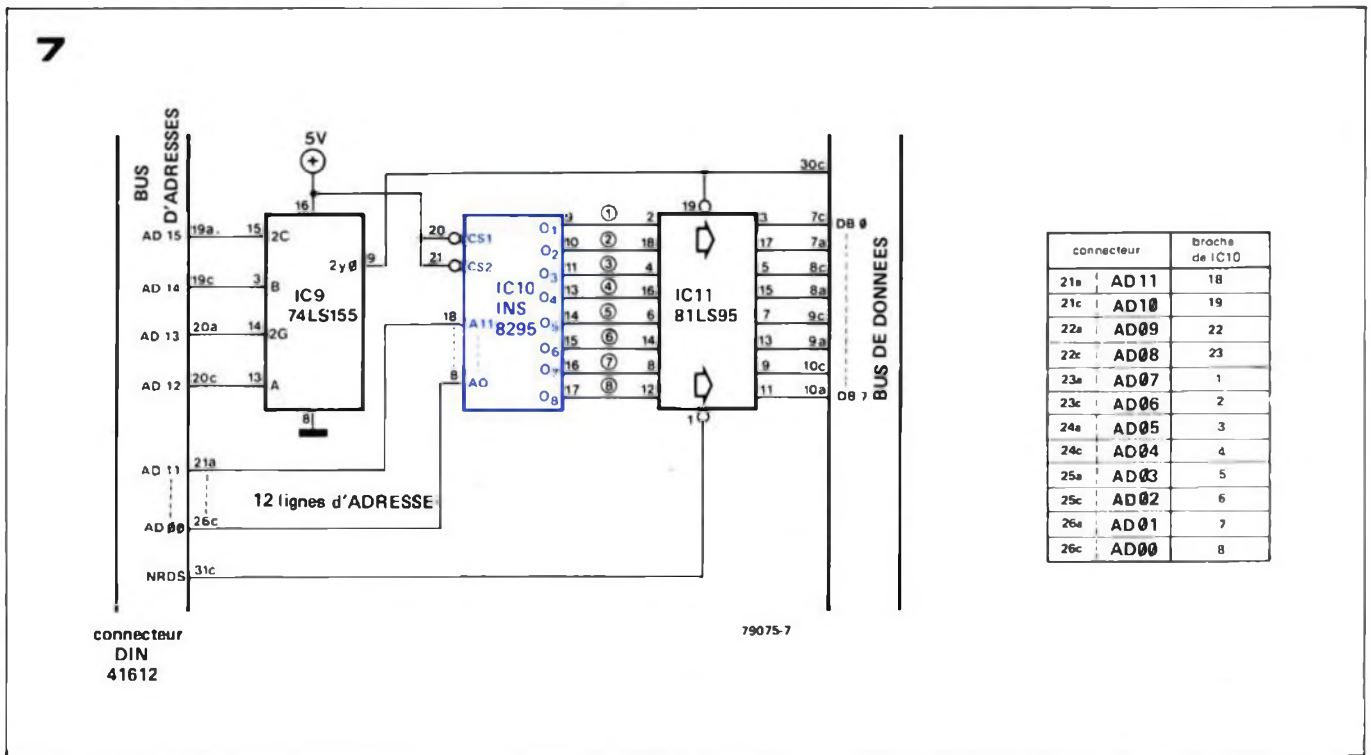 7
BUS
D'ADRESSES
5V
+
16
AD 15 19a. 15 2C
AD 14 19c 3 B
AD 13 20a 14 2G
AD 12 20c 13 A
2y0 9
IC9
74LS155
8
AD 11 21a
12 lignes d'ADRESSE
AD 00 26c
NRDS 31c
connecteur
DIN
41612
20 CS1
21 CS2
IC10
INS
8295
18 A11
8 A0
O1 9 ① 2
O2 10 ② 18
O3 11 ③ 4
O4 13 ④ 16
O5 14 ⑤ 6
O6 15 ⑥ 14
O7 16 ⑦ 8
O8 17 ⑧ 12
19
IC11
81LS95
1
30c
3 7c DB 0
17 7a
5 8c
15 8a
7 9c
13 9a
9 10c
11 10a DB 7
BUS DE DONNEES
79075-7
connecteur broche de IC10
21a AD11 18
21c AD10 19
22a AD09 22
22c AD08 23
23a AD07 1
23c AD06 2
24a AD05 3
24c AD04 4
25a AD03 5
25c AD02 6
26a AD01 7
26c AD00 8